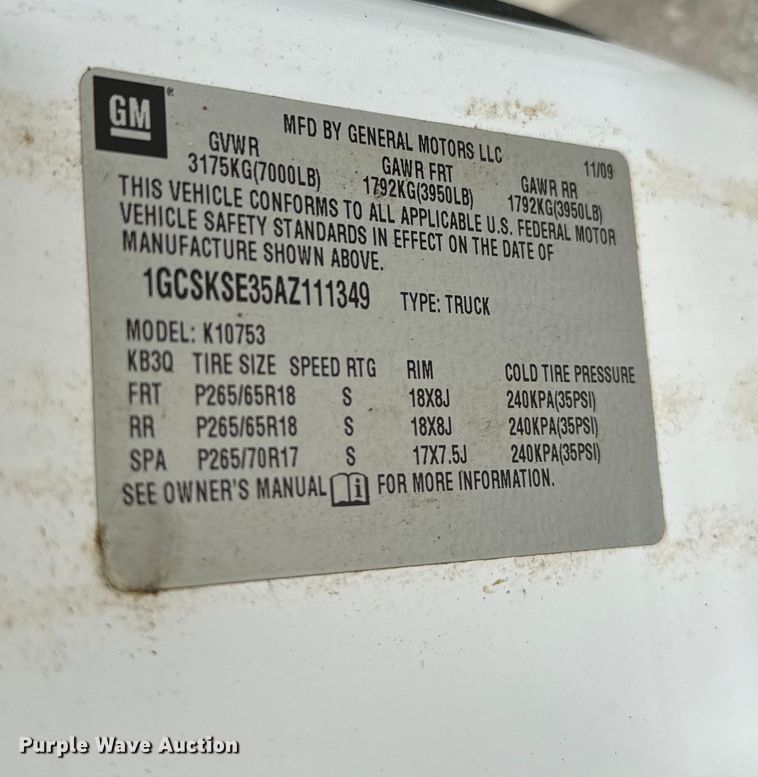 GM®
MFD BY GENERAL MOTORS LLC
11/09
GVWR GAWR FRT GAWR RR
3175KG(7000LB) 1792KG(3950LB) 1792KG(3950LB)
THIS VEHICLE CONFORMS TO ALL APPLICABLE U.S. FEDERAL MOTOR
VEHICLE SAFETY STANDARDS IN EFFECT ON THE DATE OF
MANUFACTURE SHOWN ABOVE.
1GCSKSE35AZ111349 TYPE: TRUCK
MODEL: K10753
KB3Q TIRE SIZE SPEED RTG RIM COLD TIRE PRESSURE
FRT P265/65R18 S 18X8J 240KPA(35PSI)
RR P265/65R18 S 18X8J 240KPA(35PSI)
SPA P265/70R17 S 17X7.5J 240KPA(35PSI)
SEE OWNER'S MANUAL i FOR MORE INFORMATION.
Purple Wave Auction